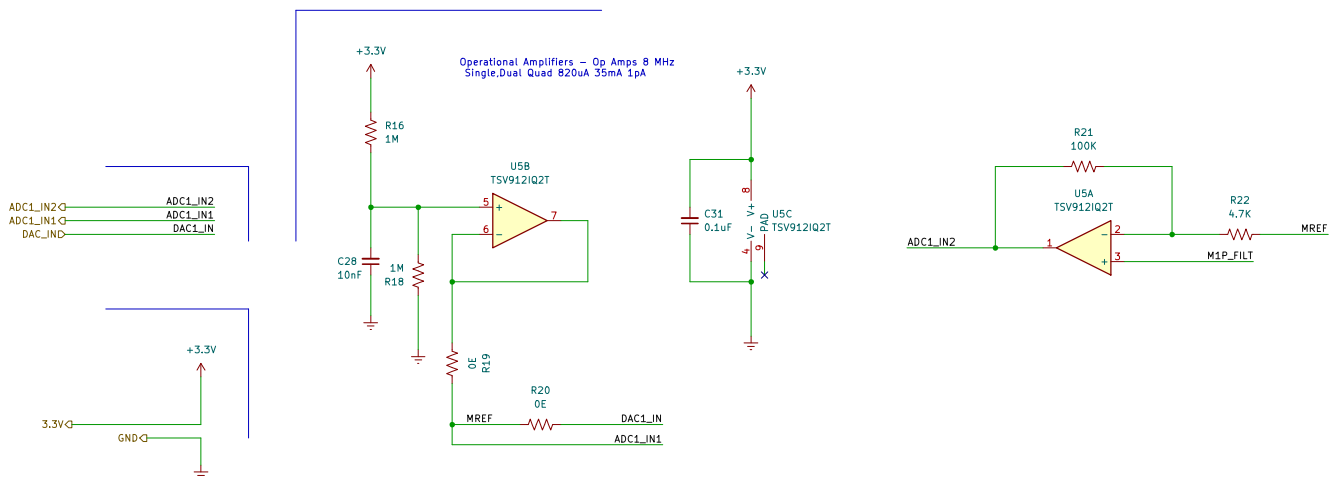 Operational Amplifiers - Op Amps 8 MHz
Single,Dual Quad 820uA 35mA 1pA
+3.3V
R16
1M
U5B
TSV912IQ2T
5
+
6
-
7
C28
10nF
1M
R18
0E
R19
MREF
R20
0E
DAC1_IN
ADC1_IN1
ADC1_IN2
ADC1_IN2
ADC1_IN1
ADC1_IN1
DAC_IN
DAC1_IN
+3.3V
3.3V
GND
+3.3V
C31
0.1uF
8
V+
V-
4
PAD
9
U5C
TSV912IQ2T
R21
100K
U5A
TSV912IQ2T
ADC1_IN2
1
-
2
+
3
R22
4.7K
MREF
M1P_FILT